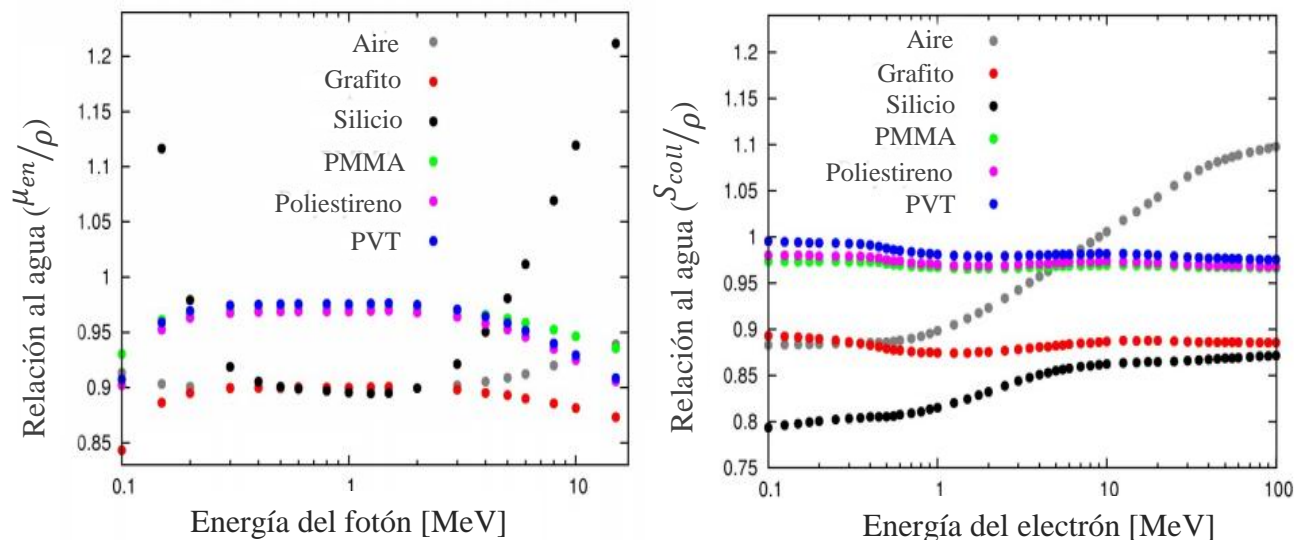 Relación al agua (μen/ρ)
1.2
1.15
1.1
1.05
1
0.95
0.9
0.85
0.1
1
10
Aire
Grafito
Silicio
PMMA
Poliestireno
PVT
Energía del fotón [MeV]
Relación al agua (Scoll/ρ)
1.2
1.15
1.1
1.05
1
0.95
0.9
0.85
0.8
0.75
0.1
1
10
100
Aire
Grafito
Silicio
PMMA
Poliestireno
PVT
Energía del electrón [MeV]